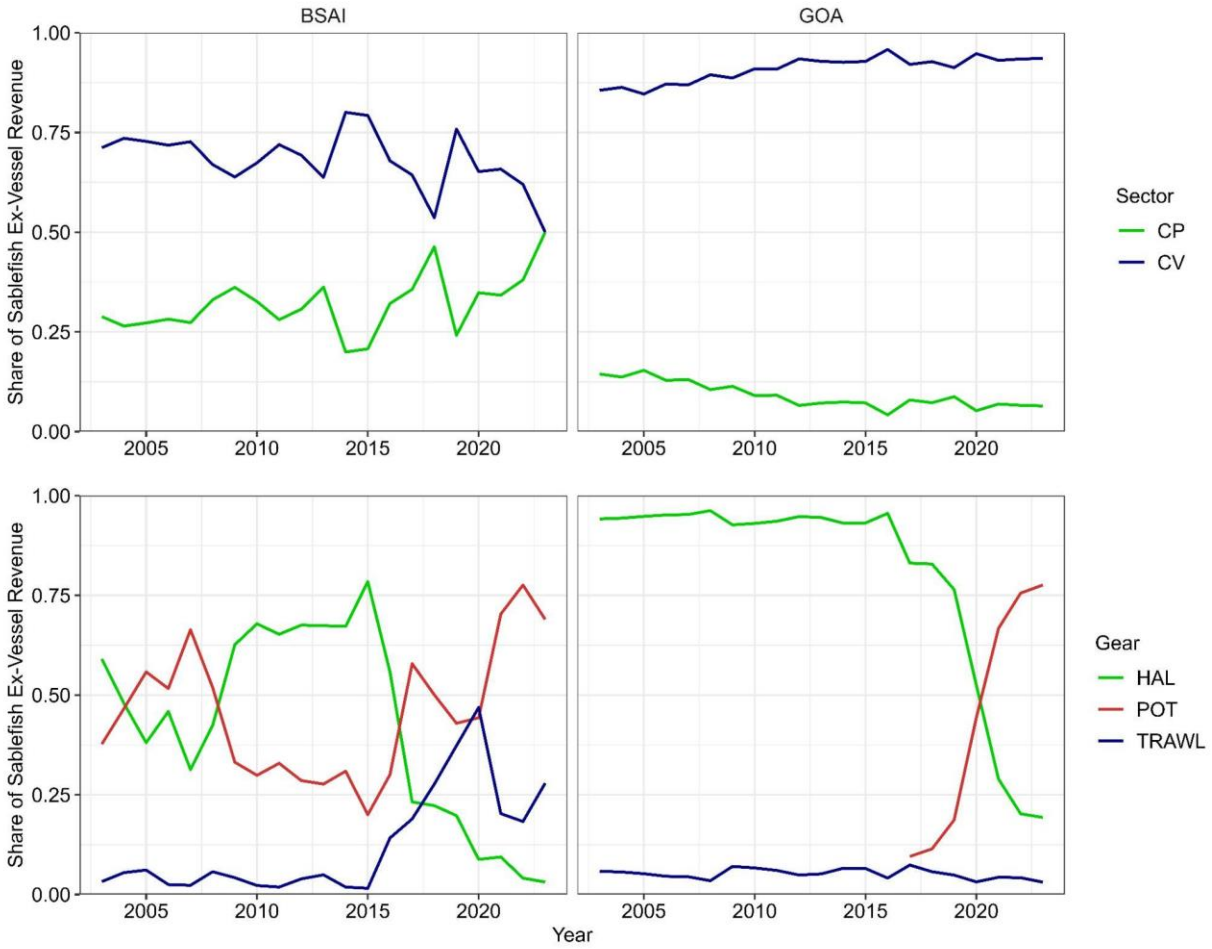 BSAI
GOA
Share of Sablefish Ex-Vessel Revenue
1.00
0.75
0.50
0.25
0.00
2005 2010 2015 2020
2005 2010 2015 2020
Sector
CP
CV
Share of Sablefish Ex-Vessel Revenue
1.00
0.75
0.50
0.25
0.00
2005 2010 2015 2020
2005 2010 2015 2020
Year
Gear
HAL
POT
TRAWL